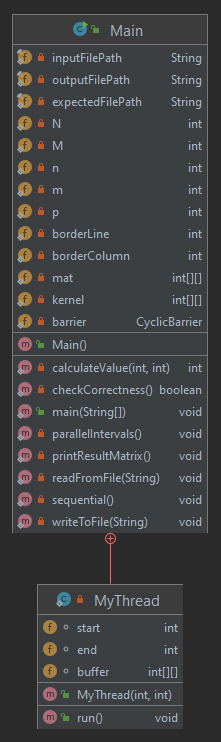 Main
inputFilePath String
outputFilePath String
expectedFilePath String
N int
M int
n int
m int
p int
borderLine int
borderColumn int
mat int[][]
kernel int[][]
barrier CyclicBarrier
Main()
calculateValue(int, int) int
checkCorrectness() boolean
main(String[]) void
parallelIntervals() void
printResultMatrix() void
readFromFile(String) void
sequential() void
writeToFile(String) void
MyThread
start int
end int
buffer int[][]
MyThread(int, int)
run() void